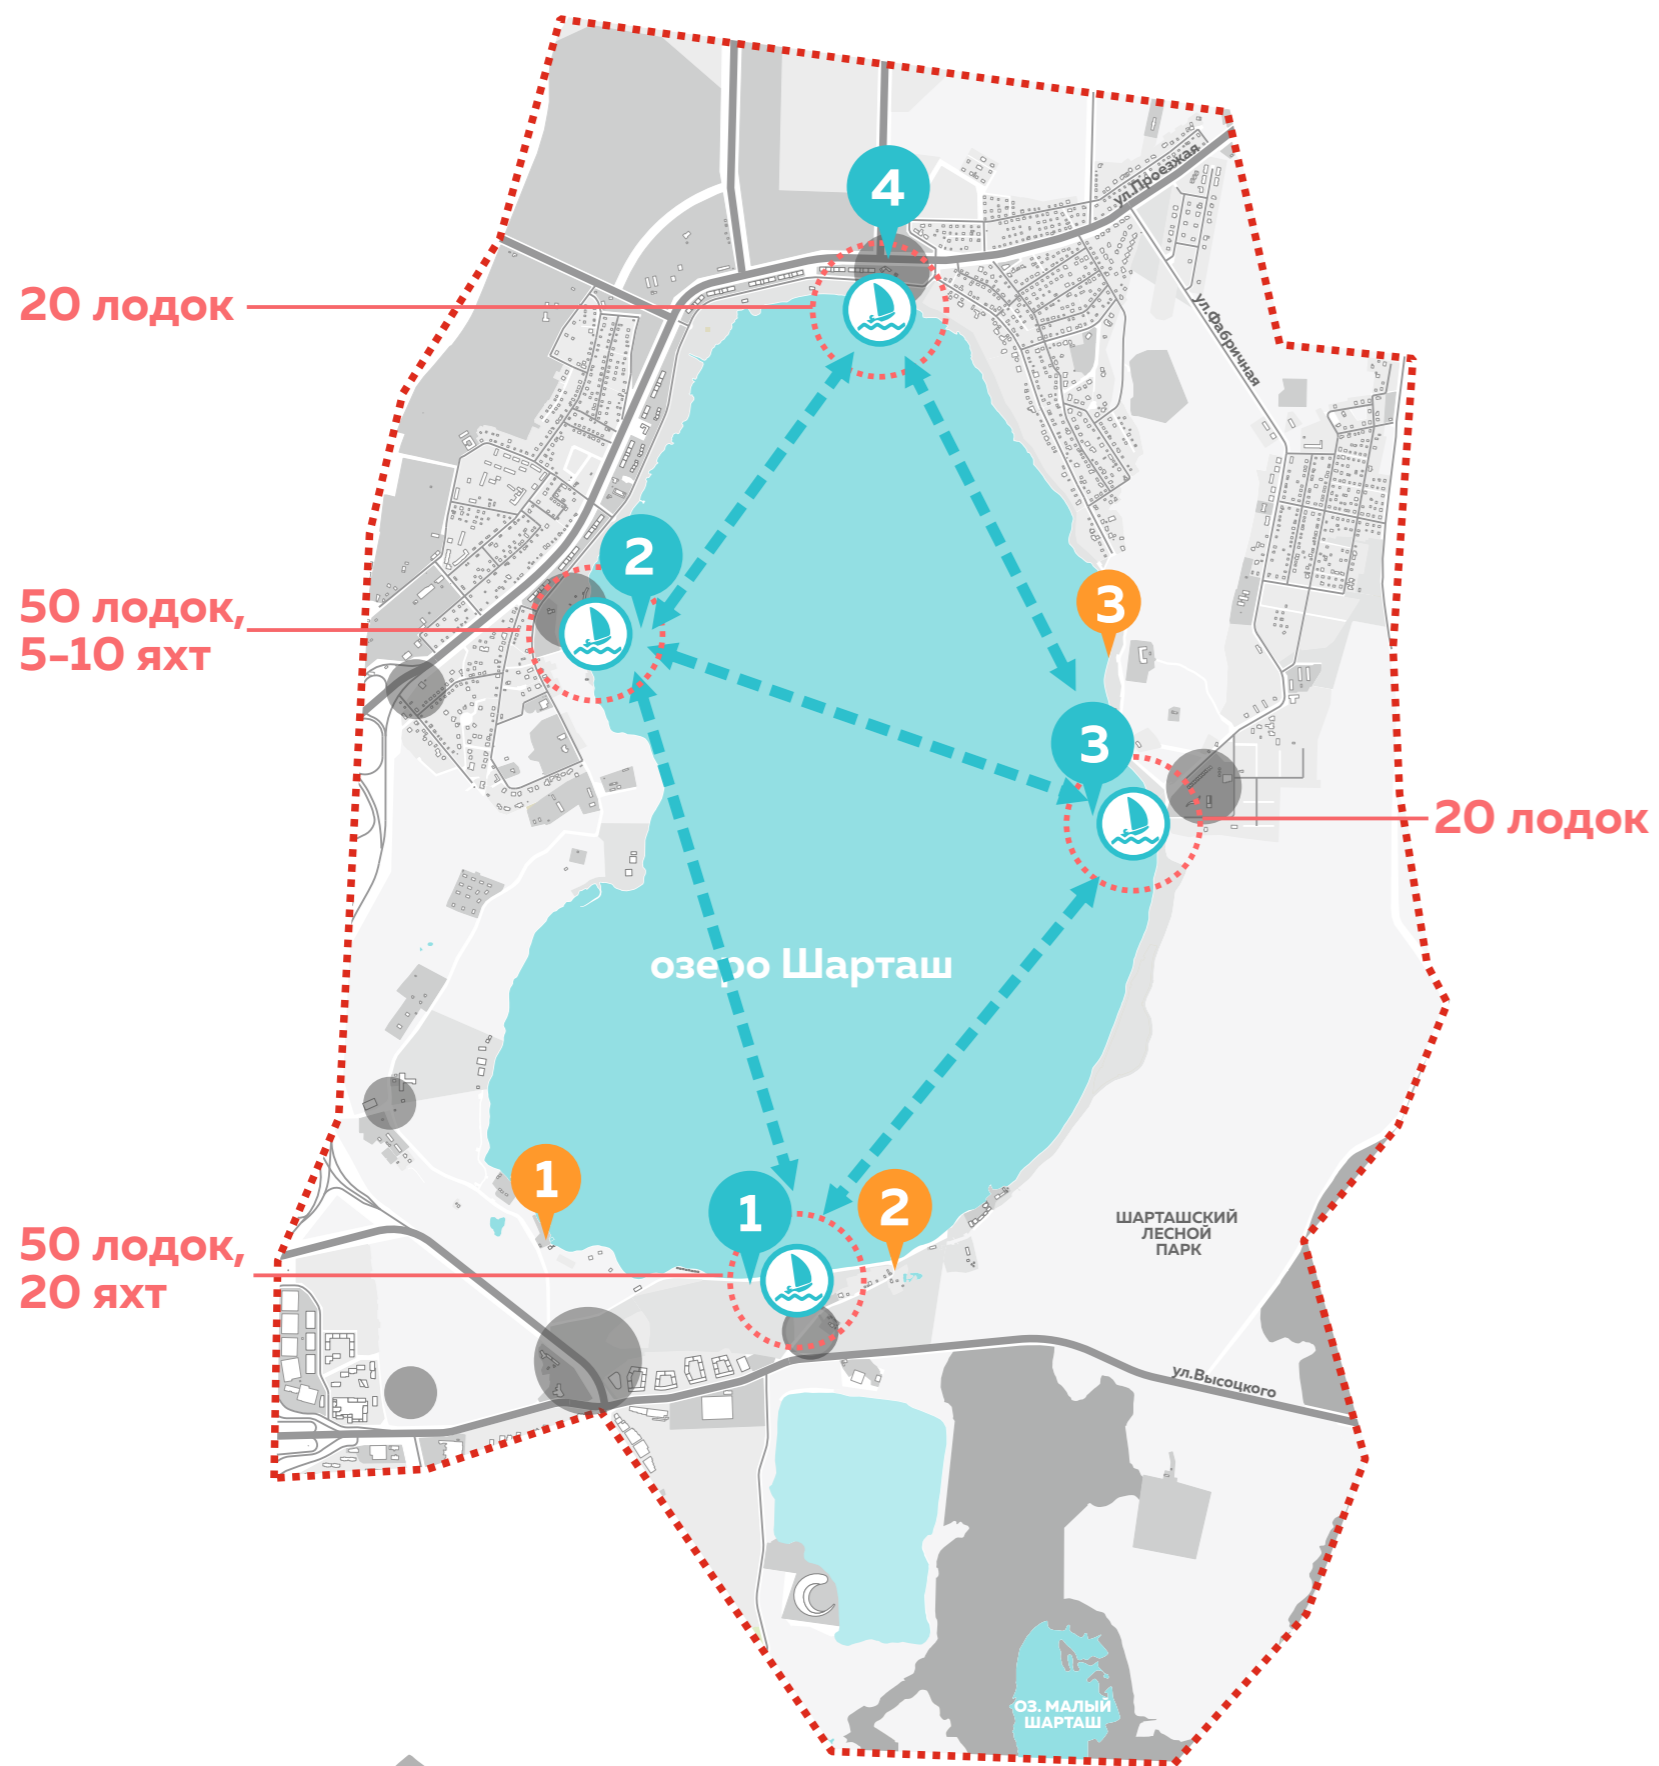 4
ул.Проезжая
20 лодок
ул.Фабричная
2
50 лодок,
5-10 яхт
3
3
20 лодок
озеро Шарташ
1
1
2
50 лодок,
20 яхт
ШАРТАШСКИЙ
ЛЕСНОЙ
ПАРК
ул.Высоцкого
ОЗ. МАЛЫЙ
ШАРТАШ